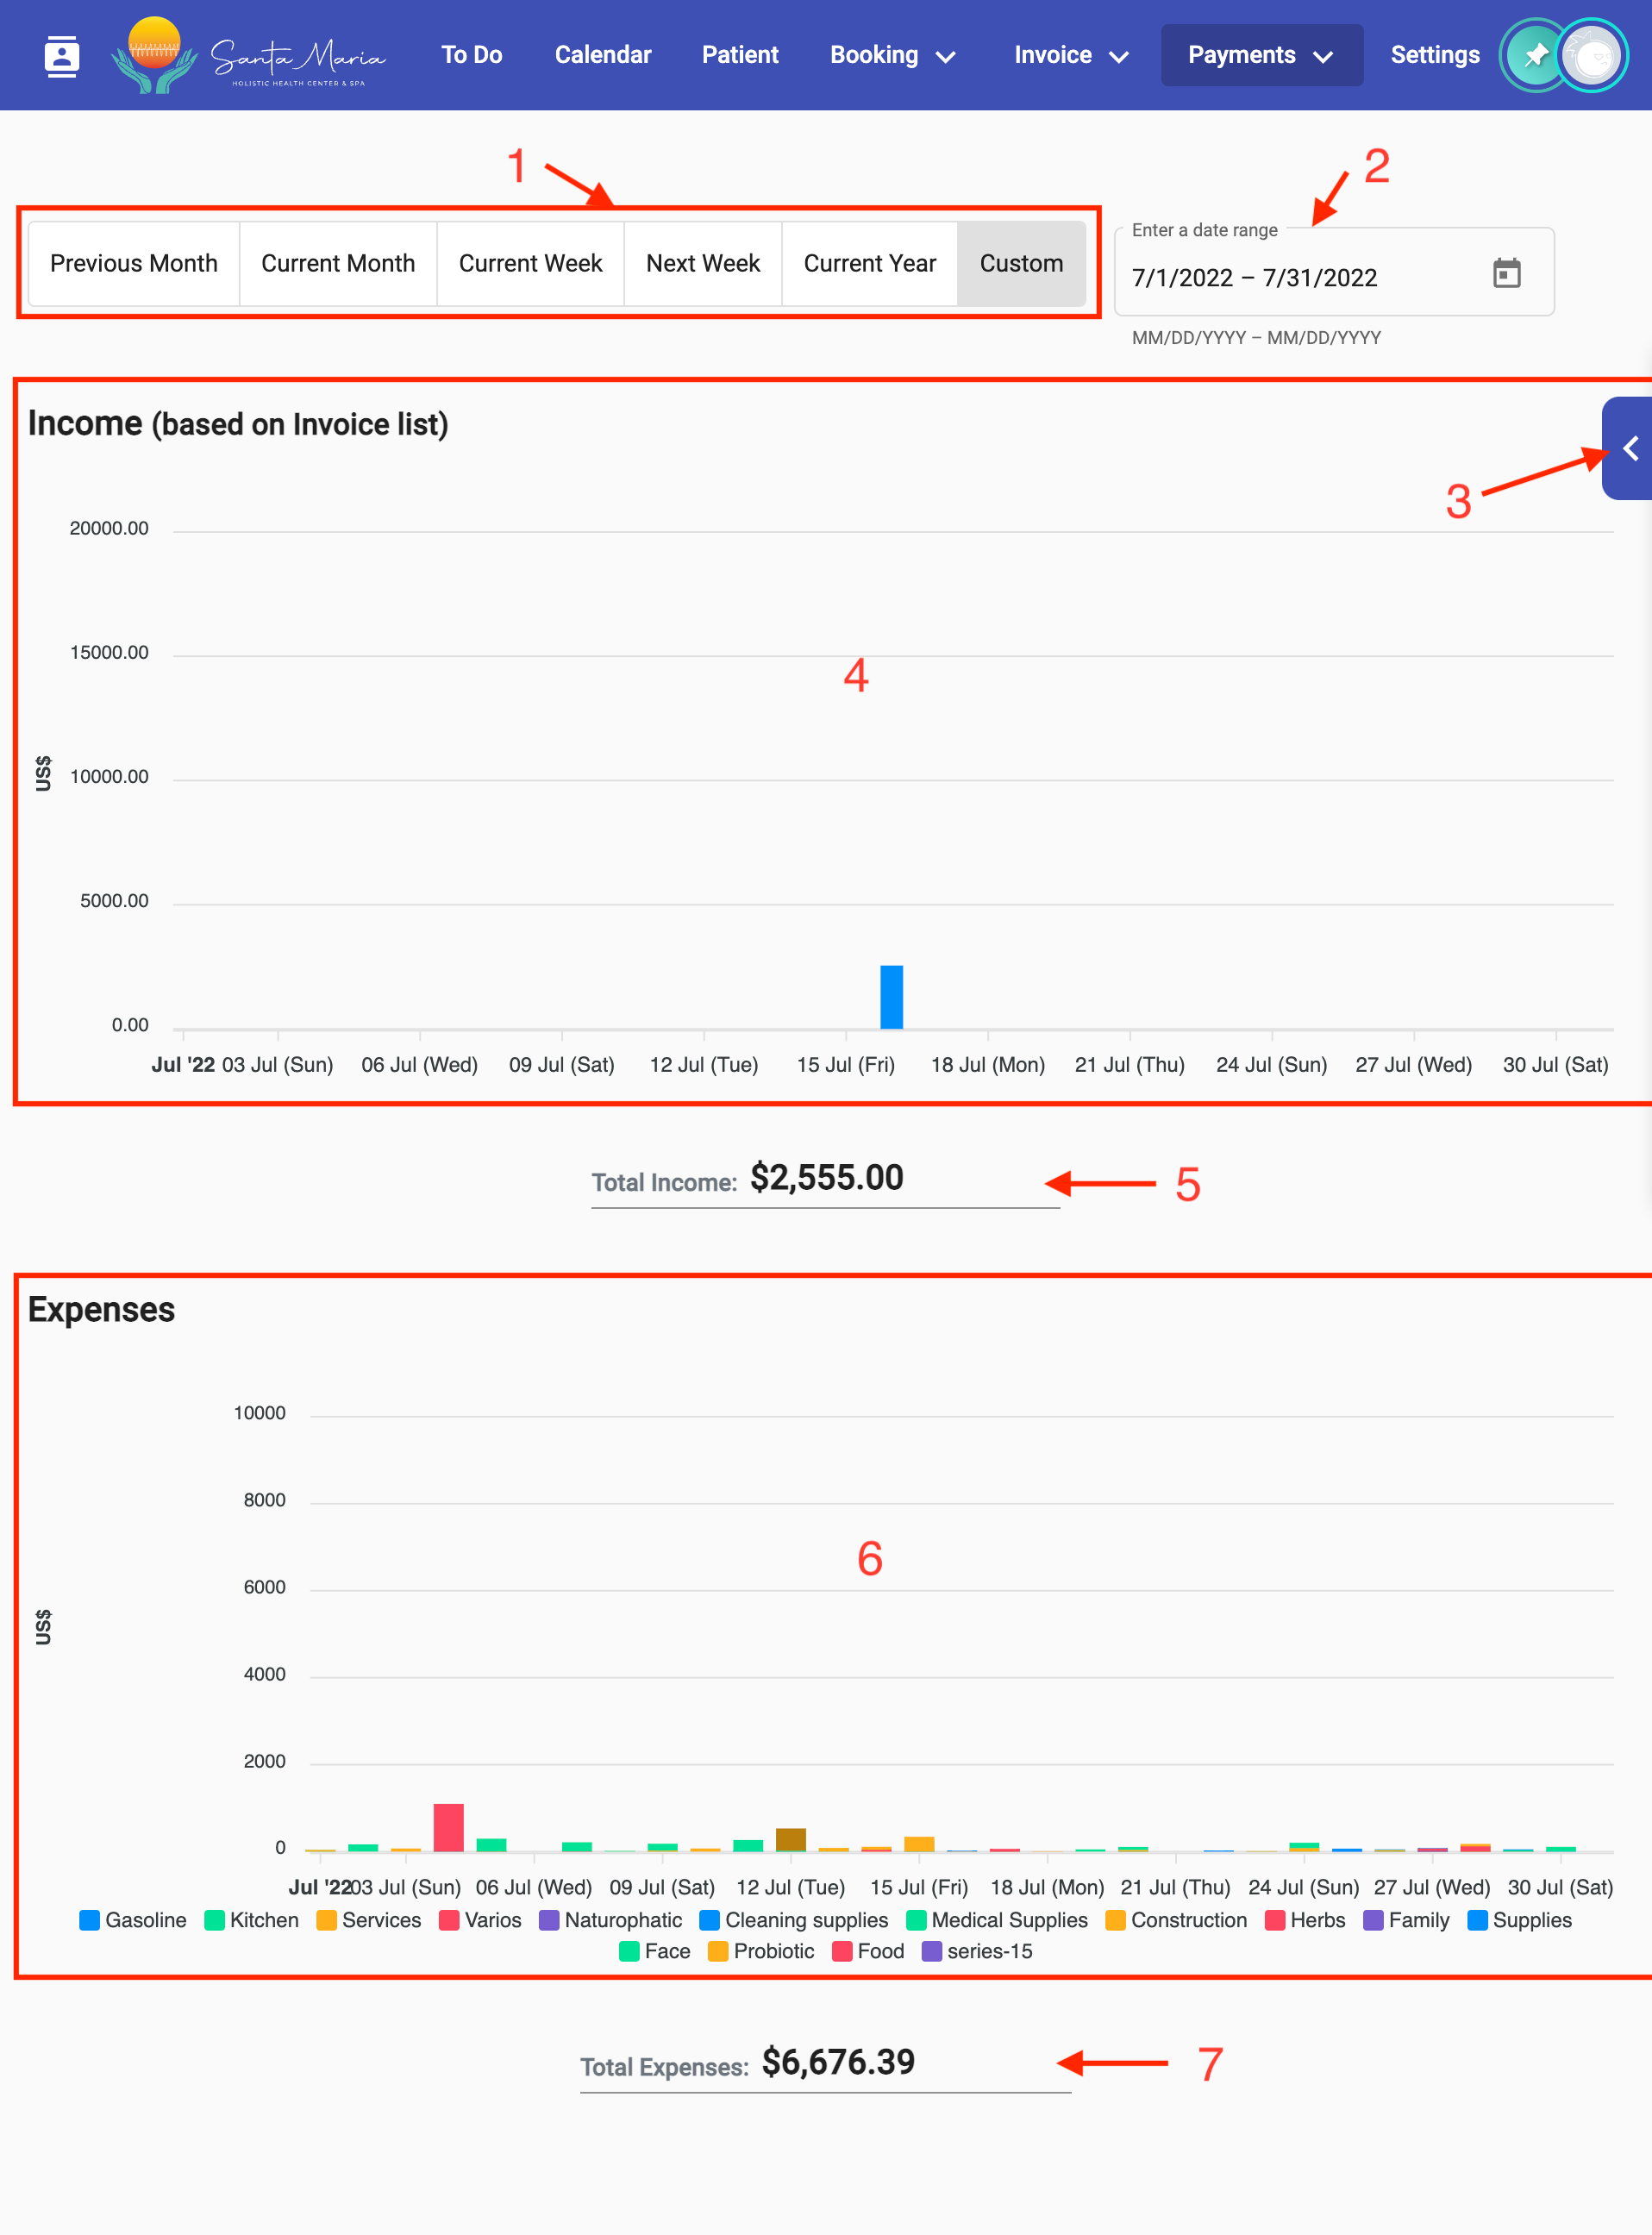 Santa Maria
HOLISTIC HEALTH CENTER & SPA
To Do Calendar Patient Booking Invoice Payments Settings
1
2
Previous Month Current Month Current Week Next Week Current Year Custom
Enter a date range
7/1/2022 – 7/31/2022
MM/DD/YYYY – MM/DD/YYYY
Income (based on Invoice list)
3
20000.00
15000.00
4
10000.00
US$
5000.00
0.00
Jul '22 03 Jul (Sun) 06 Jul (Wed) 09 Jul (Sat) 12 Jul (Tue) 15 Jul (Fri) 18 Jul (Mon) 21 Jul (Thu) 24 Jul (Sun) 27 Jul (Wed) 30 Jul (Sat)
Total Income: $2,555.00
5
Expenses
10000
8000
6
6000
US$
4000
2000
0
Jul '22 03 Jul (Sun) 06 Jul (Wed) 09 Jul (Sat) 12 Jul (Tue) 15 Jul (Fri) 18 Jul (Mon) 21 Jul (Thu) 24 Jul (Sun) 27 Jul (Wed) 30 Jul (Sat)
Gasoline Kitchen Services Varios Naturophatic Cleaning supplies Medical Supplies Construction Herbs Family Supplies
Face Probiotic Food series-15
Total Expenses: $6,676.39
7